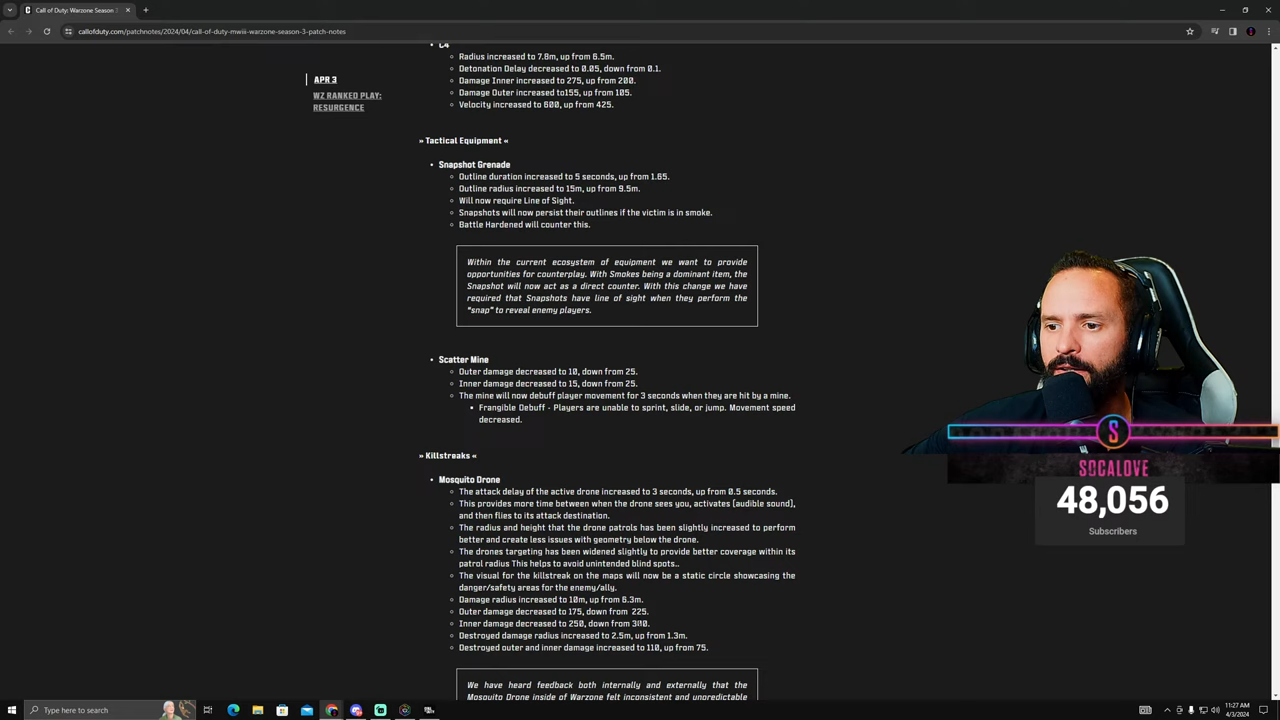 Call of Duty: Warzone Season 3
callofduty.com/patchnotes/2024/04/call-of-duty-mwiii-warzone-season-3-patch-notes
APR 3
WZ RANKED PLAY:
RESURGENCE
C4
Radius increased to 7.8m, up from 6.5m.
Detonation Delay decreased to 0.05, down from 0.1.
Damage Inner increased to 275, up from 200.
Damage Outer increased to155, up from 105.
Velocity increased to 600, up from 425.
» Tactical Equipment «
Snapshot Grenade
Outline duration increased to 5 seconds, up from 1.65.
Outline radius increased to 15m, up from 9.5m.
Will now require Line of Sight.
Snapshots will now persist their outlines if the victim is in smoke.
Battle Hardened will counter this.
Within the current ecosystem of equipment we want to provide
opportunities for counterplay. With Smokes being a dominant item, the
Snapshot will now act as a direct counter. With this change we have
required that Snapshots have line of sight when they perform the
"snap" to reveal enemy players.
Scatter Mine
Outer damage decreased to 10, down from 25.
Inner damage decreased to 15, down from 25.
The mine will now debuff player movement for 3 seconds when they are hit by a mine.
Frangible Debuff - Players are unable to sprint, slide, or jump. Movement speed
decreased.
» Killstreaks «
Mosquito Drone
The attack delay of the active drone increased to 3 seconds, up from 0.5 seconds.
This provides more time between when the drone sees you, activates (audible sound),
and then flies to its attack destination.
The radius and height that the drone patrols has been slightly increased to perform
better and create less issues with geometry below the drone.
The drones targeting has been widened slightly to provide better coverage within its
patrol radius This helps to avoid unintended blind spots..
The visual for the killstreak on the maps will now be a static circle showcasing the
danger/safety areas for the enemy/ally.
Damage radius increased to 10m, up from 6.3m.
Outer damage decreased to 175, down from 225.
Inner damage decreased to 250, down from 300.
Destroyed damage radius increased to 2.5m, up from 1.3m.
Destroyed outer and inner damage increased to 110, up from 75.
We have heard feedback both internally and externally that the
Mosquito Drone inside of Warzone felt inconsistent and unpredictable
S
SOCALOVE
48,056
Subscribers
Type here to search
11:27 AM
4/3/2024